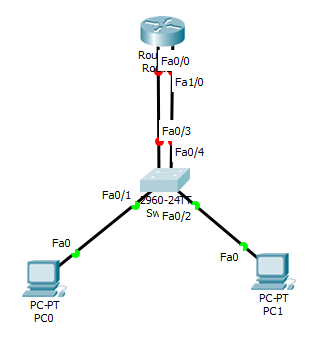 Rou
Fa0/0
Ro
Fa1/0
Fa0/3
Fa0/4
Fa0/1
2960-24TT
Sw
Fa0/2
Fa0
Fa0
PC-PT
PC0
PC-PT
PC1